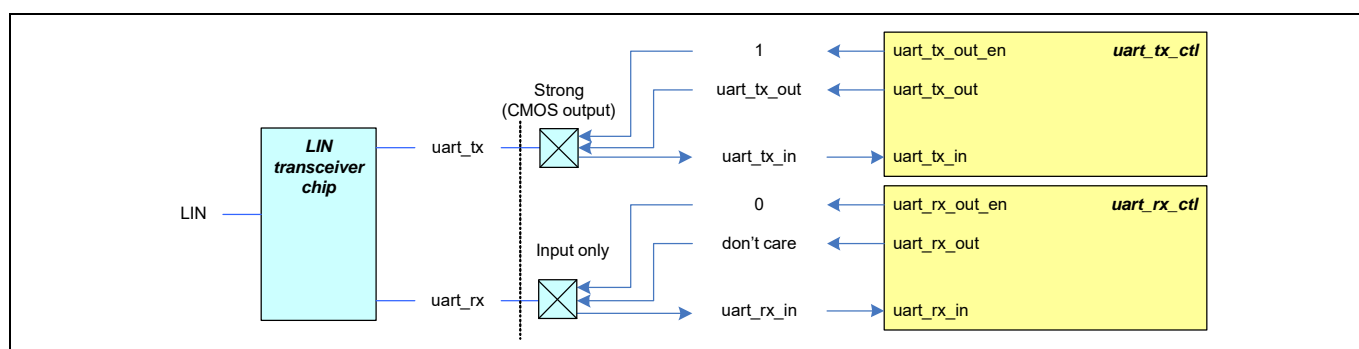 1
uart_tx_out_en
uart_tx_ctl
Strong
(CMOS output)
uart_tx_out
uart_tx_out
LIN
transceiver
chip
uart_tx
uart_tx_in
uart_tx_in
LIN
0
uart_rx_out_en
uart_rx_ctl
Input only
don't care
uart_rx_out
uart_rx
uart_rx_in
uart_rx_in